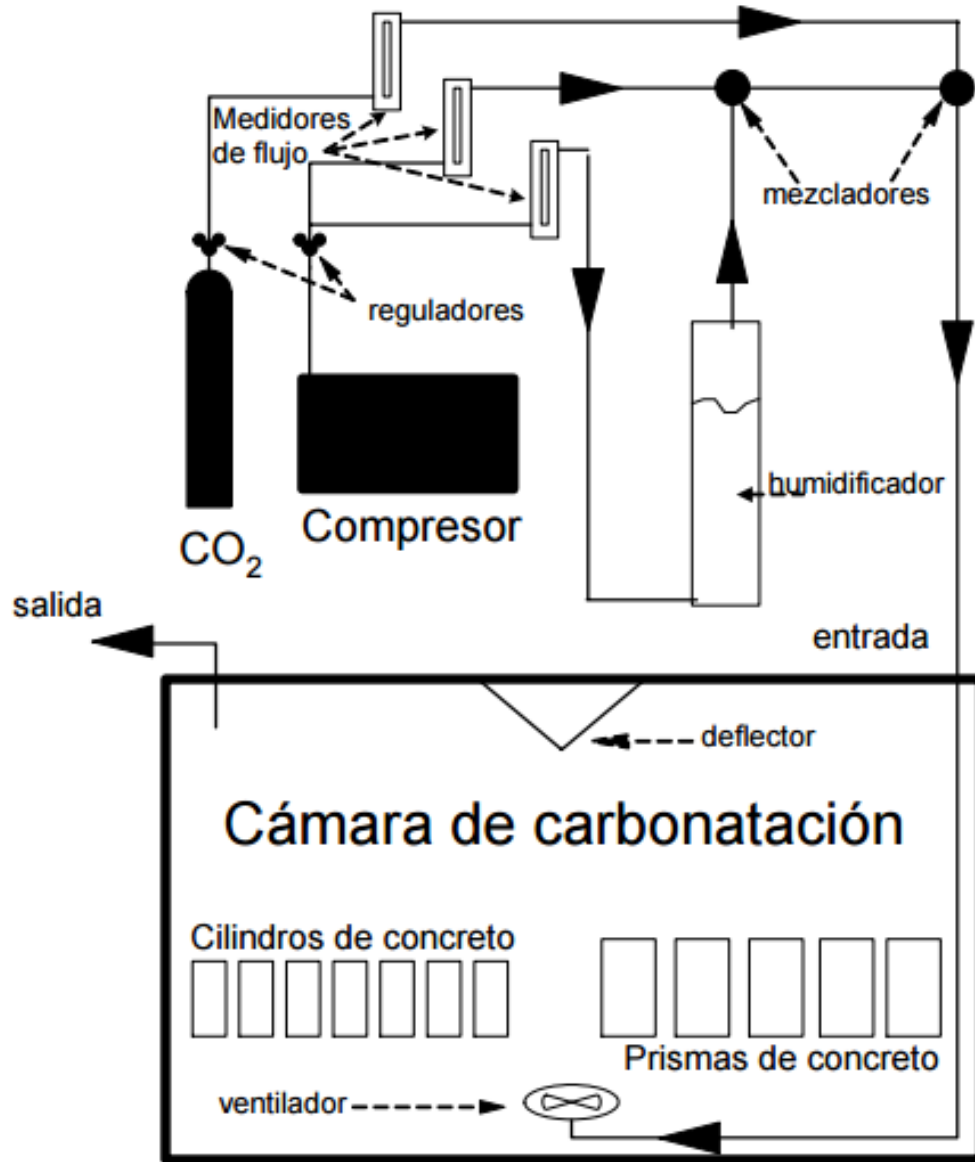 Medidores
de flujo
mezcladores
reguladores
humidificador
Compresor
CO₂
salida
entrada
deflector
Cámara de carbonatación
Cilindros de concreto
Prismas de concreto
ventilador